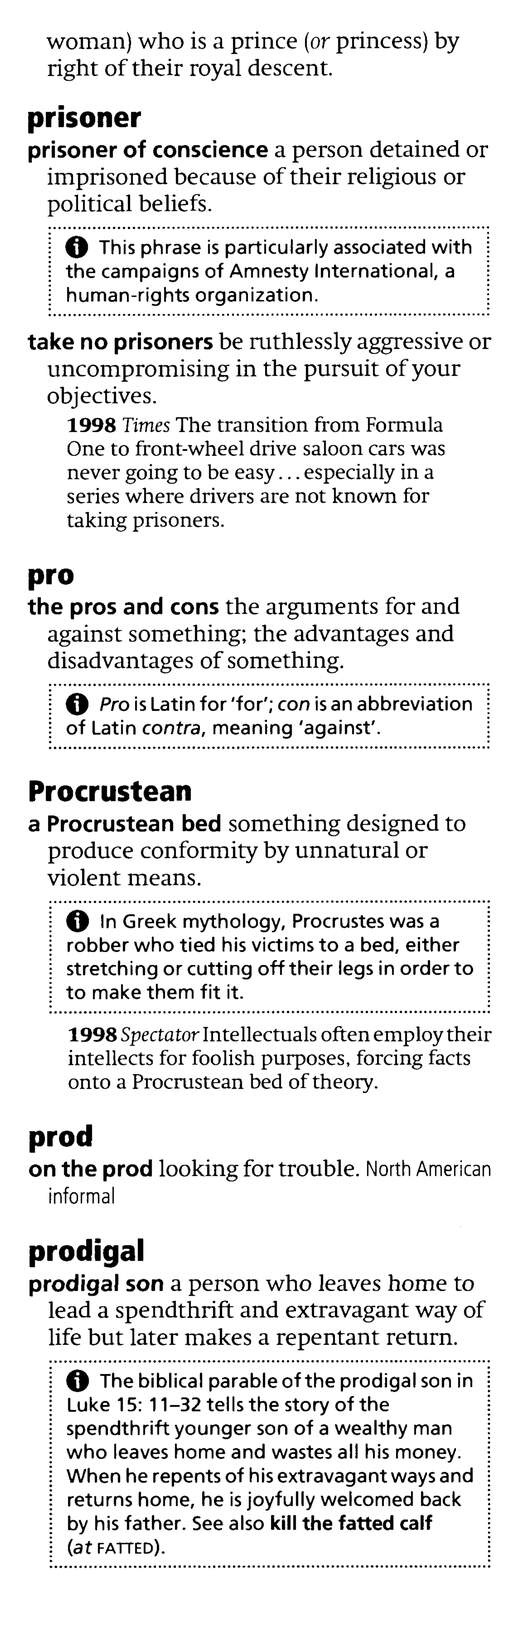 woman) who is a prince (or princess) by
right of their royal descent.
prisoner
prisoner of conscience a person detained or
imprisoned because of their religious or
political beliefs.
This phrase is particularly associated with
the campaigns of Amnesty International, a
human-rights organization.
take no prisoners be ruthlessly aggressive or
uncompromising in the pursuit of your
objectives.
1998 Times The transition from Formula
One to front-wheel drive saloon cars was
never going to be easy...especially in a
series where drivers are not known for
taking prisoners.
pro
the pros and cons the arguments for and
against something; the advantages and
disadvantages of something.
Pro is Latin for 'for'; con is an abbreviation
of Latin contra, meaning 'against'.
Procrustean
a Procrustean bed something designed to
produce conformity by unnatural or
violent means.
In Greek mythology, Procrustes was a
robber who tied his victims to a bed, either
stretching or cutting off their legs in order to
to make them fit it.
1998 Spectator Intellectuals often employ their
intellects for foolish purposes, forcing facts
onto a Procrustean bed of theory.
prod
on the prod looking for trouble. North American
informal
prodigal
prodigal son a person who leaves home to
lead a spendthrift and extravagant way of
life but later makes a repentant return.
The biblical parable of the prodigal son in
Luke 15: 11–32 tells the story of the
spendthrift younger son of a wealthy man
who leaves home and wastes all his money.
When he repents of his extravagant ways and
returns home, he is joyfully welcomed back
by his father. See also kill the fatted calf
(at FATTED).